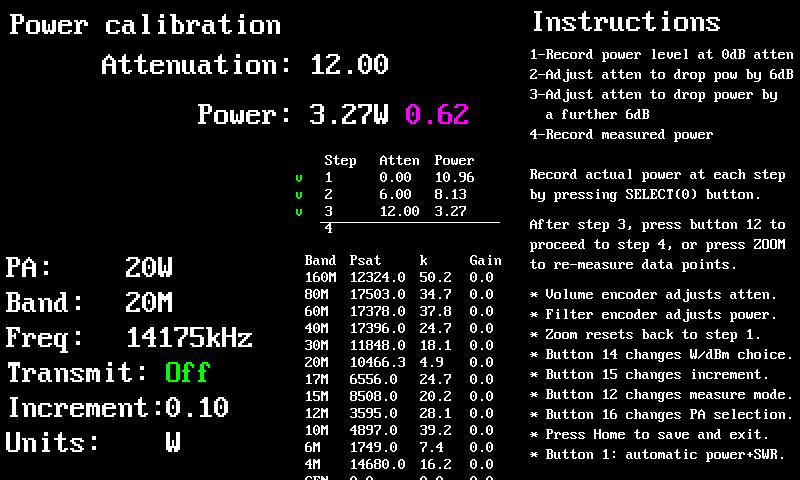 Power calibration
Attenuation: 12.00
Power: 3.27W 0.62
Step Atten Power
v 1 0.00 10.96
v 2 6.00 8.13
v 3 12.00 3.27
4
PA: 20W
Band: 20M
Freq: 14175kHz
Transmit: Off
Increment:0.10
Units: W
Band Psat k Gain
160M 12324.0 50.2 0.0
80M 17503.0 34.7 0.0
60M 17378.0 37.8 0.0
40M 17396.0 24.7 0.0
30M 11848.0 18.1 0.0
20M 10466.3 4.9 0.0
17M 6556.0 24.7 0.0
15M 8508.0 20.2 0.0
12M 3595.0 28.1 0.0
10M 4897.0 39.2 0.0
6M 1749.0 7.4 0.0
4M 14680.0 16.2 0.0
GEN 0.0 0.0 0.0
Instructions
1-Record power level at 0dB atten
2-Adjust atten to drop pow by 6dB
3-Adjust atten to drop power by
a further 6dB
4-Record measured power
Record actual power at each step
by pressing SELECT(0) button.
After step 3, press button 12 to
proceed to step 4, or press ZOOM
to re-measure data points.
* Volume encoder adjusts atten.
* Filter encoder adjusts power.
* Zoom resets back to step 1.
* Button 14 changes W/dBm choice.
* Button 15 changes increment.
* Button 12 changes measure mode.
* Button 16 changes PA selection.
* Press Home to save and exit.
* Button 1: automatic power+SWR.